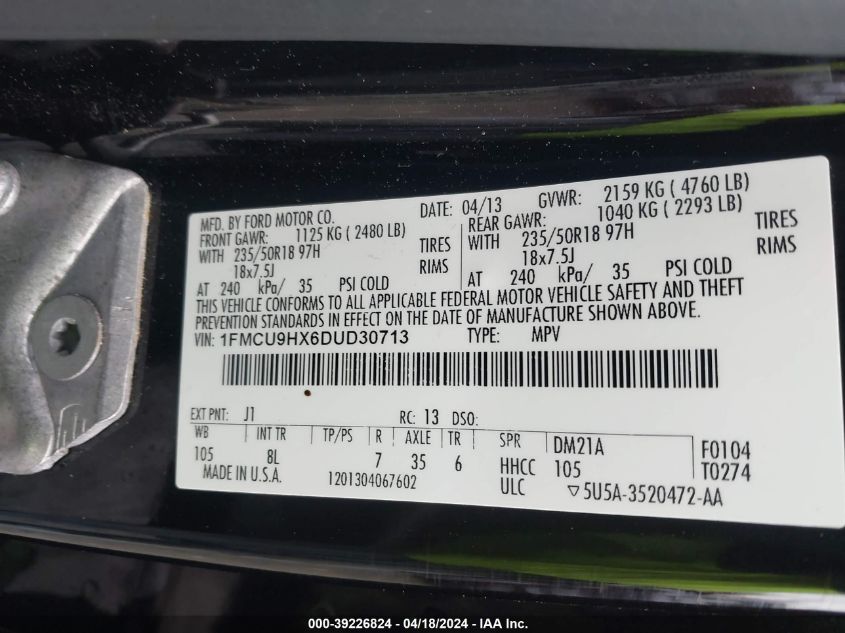 MFD. BY FORD MOTOR CO. DATE: 04/13 GVWR: 2159 KG ( 4760 LB)
FRONT GAWR: 1125 KG ( 2480 LB) REAR GAWR: 1040 KG ( 2293 LB)
WITH 235/50R18 97H TIRES WITH 235/50R18 97H TIRES
18x7.5J RIMS 18x7.5J RIMS
AT 240 kPa/ 35 PSI COLD AT 240 kPa/ 35 PSI COLD
THIS VEHICLE CONFORMS TO ALL APPLICABLE FEDERAL MOTOR VEHICLE SAFETY AND THEFT
PREVENTION STANDARDS IN EFFECT ON THE DATE OF MANUFACTURE SHOWN ABOVE.
VIN: 1FMCU9HX6DUD30713 TYPE: MPV
EXT PNT: J1 RC: 13 DSO:
WB INT TR TP/PS R AXLE TR SPR DM21A F0104
105 8L 7 35 6 HHCC 105 T0274
MADE IN U.S.A. 1201304067602 ULC 5U5A-3520472-AA
000-39226824 - 04/18/2024 - IAA Inc.